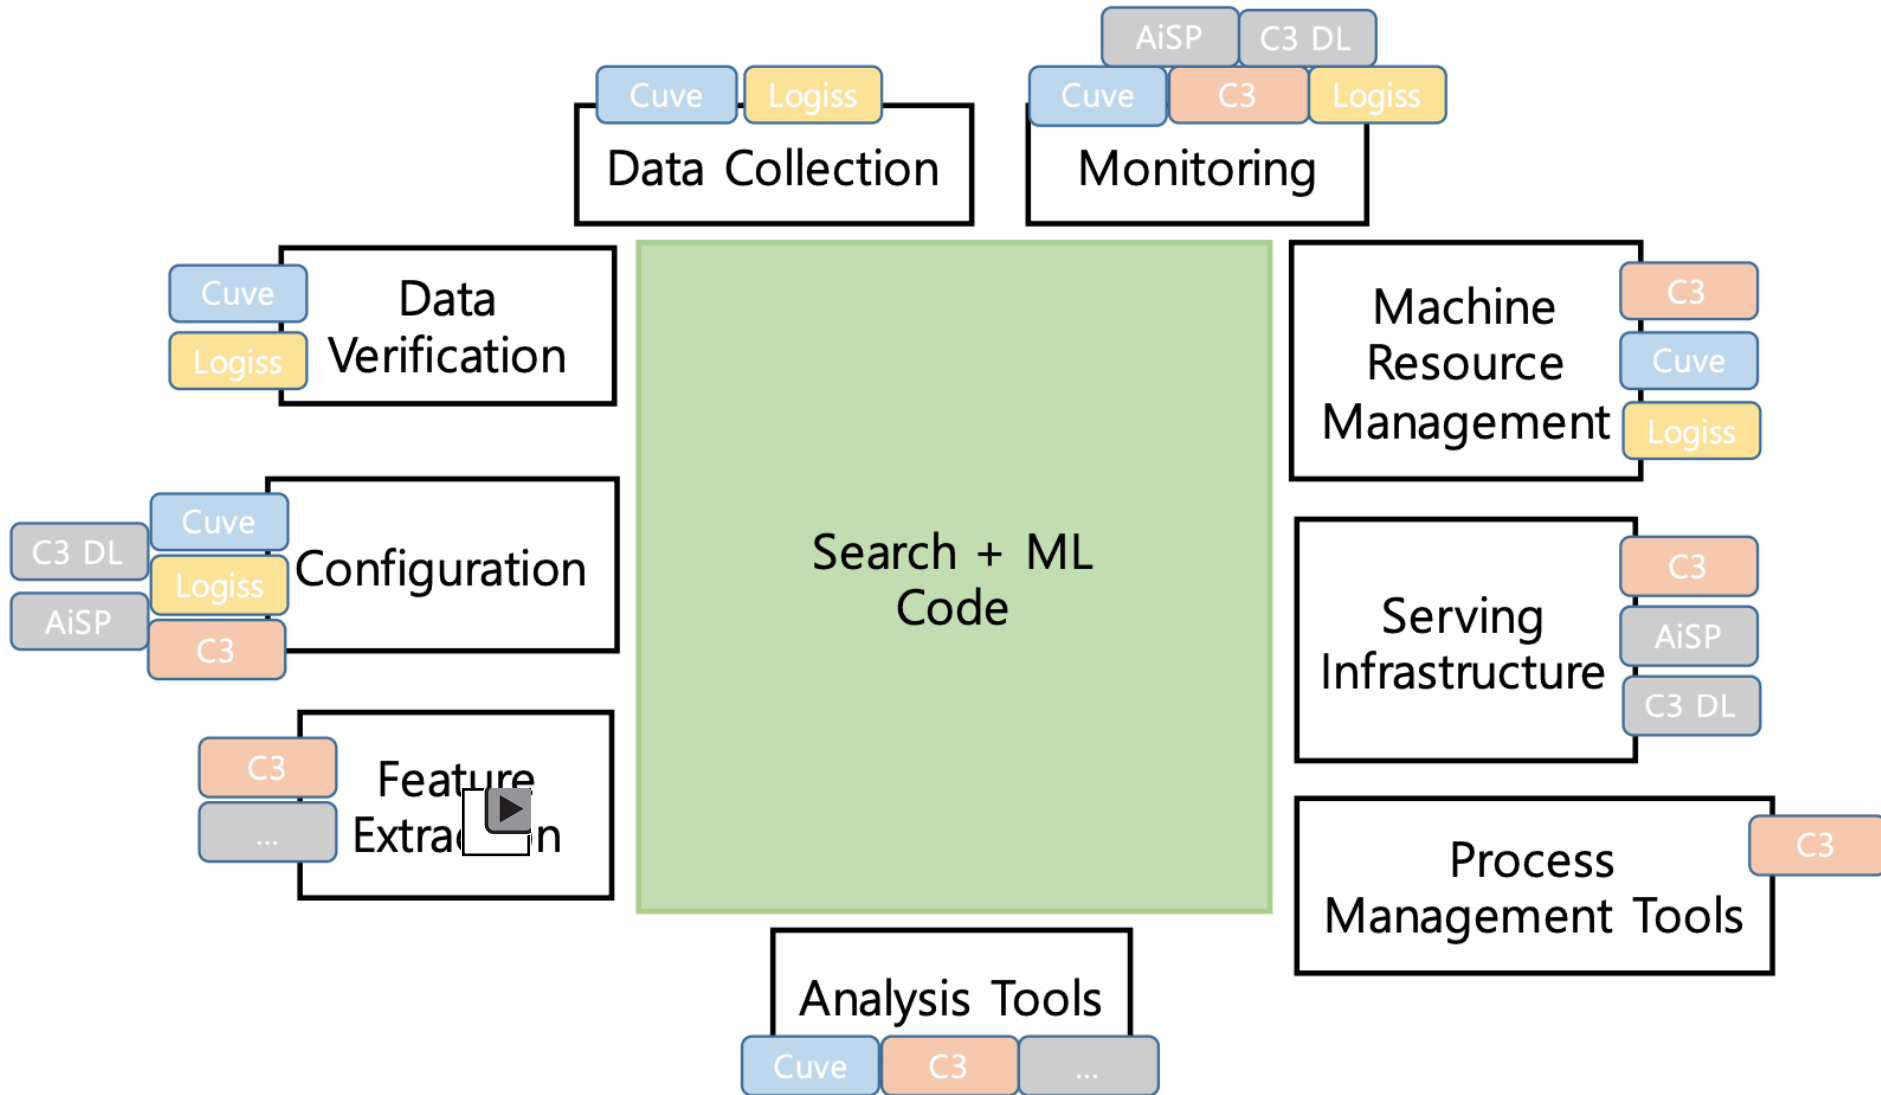 AiSP
C3 DL
Cuve
Logiss
Cuve
C3
Logiss
Data Collection
Monitoring
Cuve
Logiss
Data
Verification
Machine
Resource
Management
C3
Cuve
Logiss
C3 DL
AiSP
Cuve
Logiss
C3
Configuration
Search + ML
Code
Serving
Infrastructure
C3
AiSP
C3 DL
C3
...
Feature
Process
Management Tools
C3
Analysis Tools
Cuve
C3
...